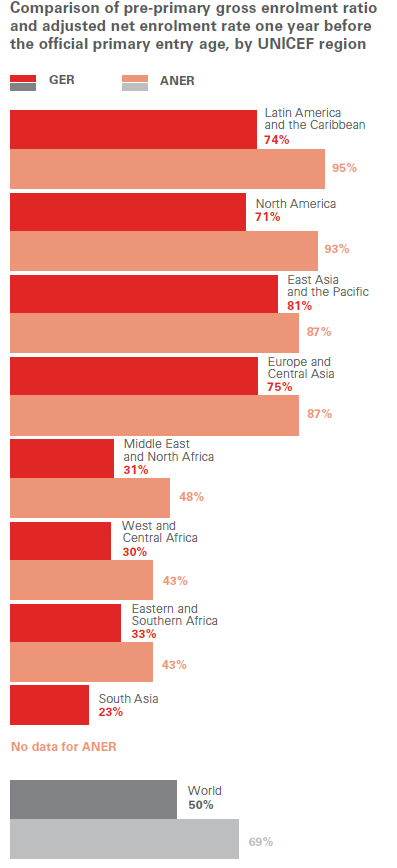 Comparison of pre-primary gross enrolment ratio
and adjusted net enrolment rate one year before
the official primary entry age, by UNICEF region
GER
ANER
Latin America
and the Caribbean
74%
95%
North America
71%
93%
East Asia
and the Pacific
81%
87%
Europe and
Central Asia
75%
87%
Middle East
and North Africa
31%
48%
West and
Central Africa
30%
43%
Eastern and
Southern Africa
33%
43%
South Asia
23%
No data for ANER
World
50%
69%